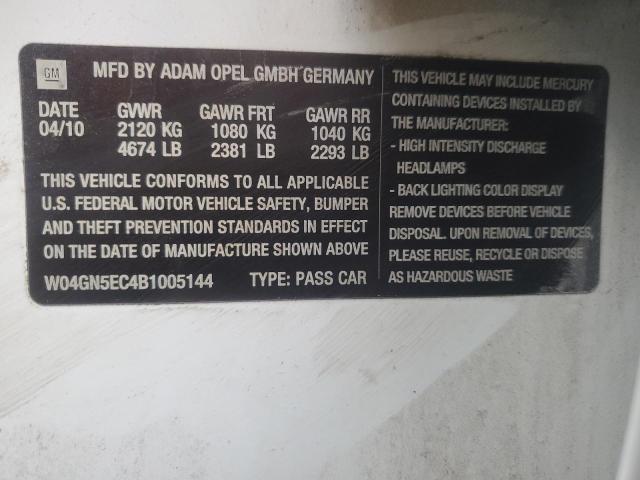 GM
MFD BY ADAM OPEL GMBH GERMANY
DATE GVWR GAWR FRT GAWR RR
04/10 2120 KG 1080 KG 1040 KG
4674 LB 2381 LB 2293 LB
THIS VEHICLE CONFORMS TO ALL APPLICABLE
U.S. FEDERAL MOTOR VEHICLE SAFETY, BUMPER
AND THEFT PREVENTION STANDARDS IN EFFECT
ON THE DATE OF MANUFACTURE SHOWN ABOVE
W04GN5EC4B1005144 TYPE: PASS CAR
THIS VEHICLE MAY INCLUDE MERCURY
CONTAINING DEVICES INSTALLED BY
THE MANUFACTURER:
- HIGH INTENSITY DISCHARGE
HEADLAMPS
- BACK LIGHTING COLOR DISPLAY
REMOVE DEVICES BEFORE VEHICLE
DISPOSAL. UPON REMOVAL OF DEVICES,
PLEASE REUSE, RECYCLE OR DISPOSE
AS HAZARDOUS WASTE